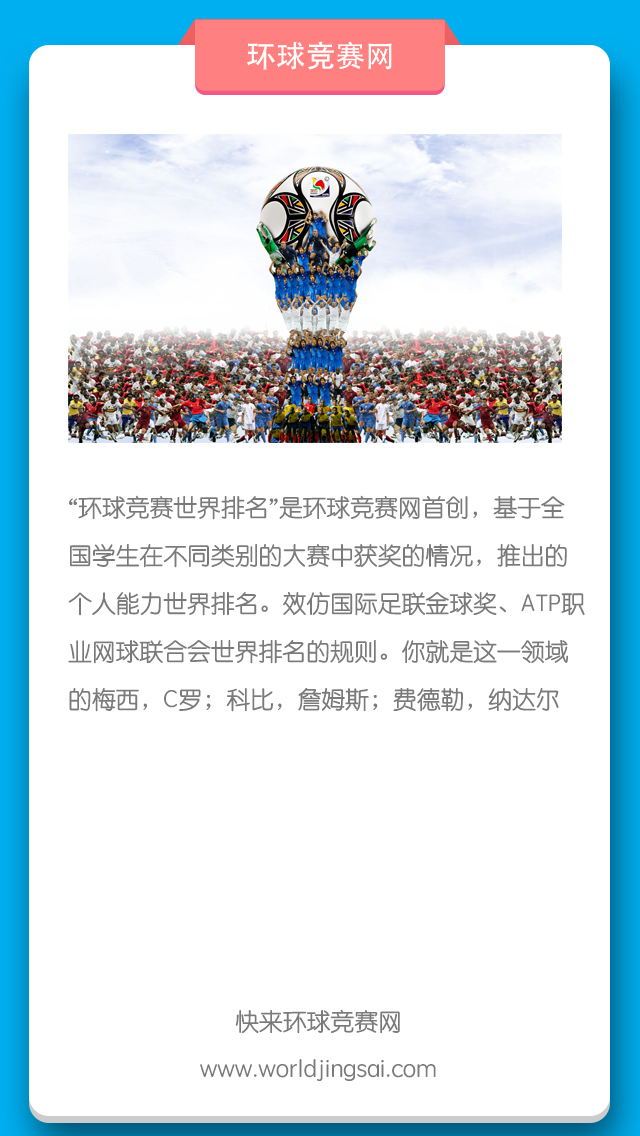 环球竞赛网
“环球竞赛世界排名”是环球竞赛网首创，基于全
国学生在不同类别的大赛中获奖的情况，推出的
个人能力世界排名。效仿国际足联金球奖、ATP职
业网球联合会世界排名的规则。你就是这一领域
的梅西，C罗；科比，詹姆斯；费德勒，纳达尔
快来环球竞赛网
www.worldjingsai.com